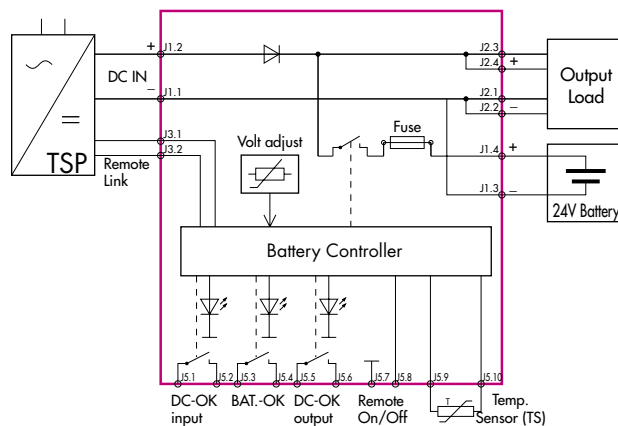 + J1.2
J2.3
J2.4 +
DC IN
Output
Load
− J1.1
J2.1
J2.2 −
TSP
J3.1
J3.2
Remote
Link
Volt adjust
Fuse
J1.4 +
J1.3 −
24V Battery
Battery Controller
J5.1 J5.2 J5.3 J5.4 J5.5 J5.6 J5.7 J5.8 J5.9 J5.10
DC-OK
input
BAT.-OK
DC-OK
output
Remote
On/Off
T
Temp.
Sensor (TS)